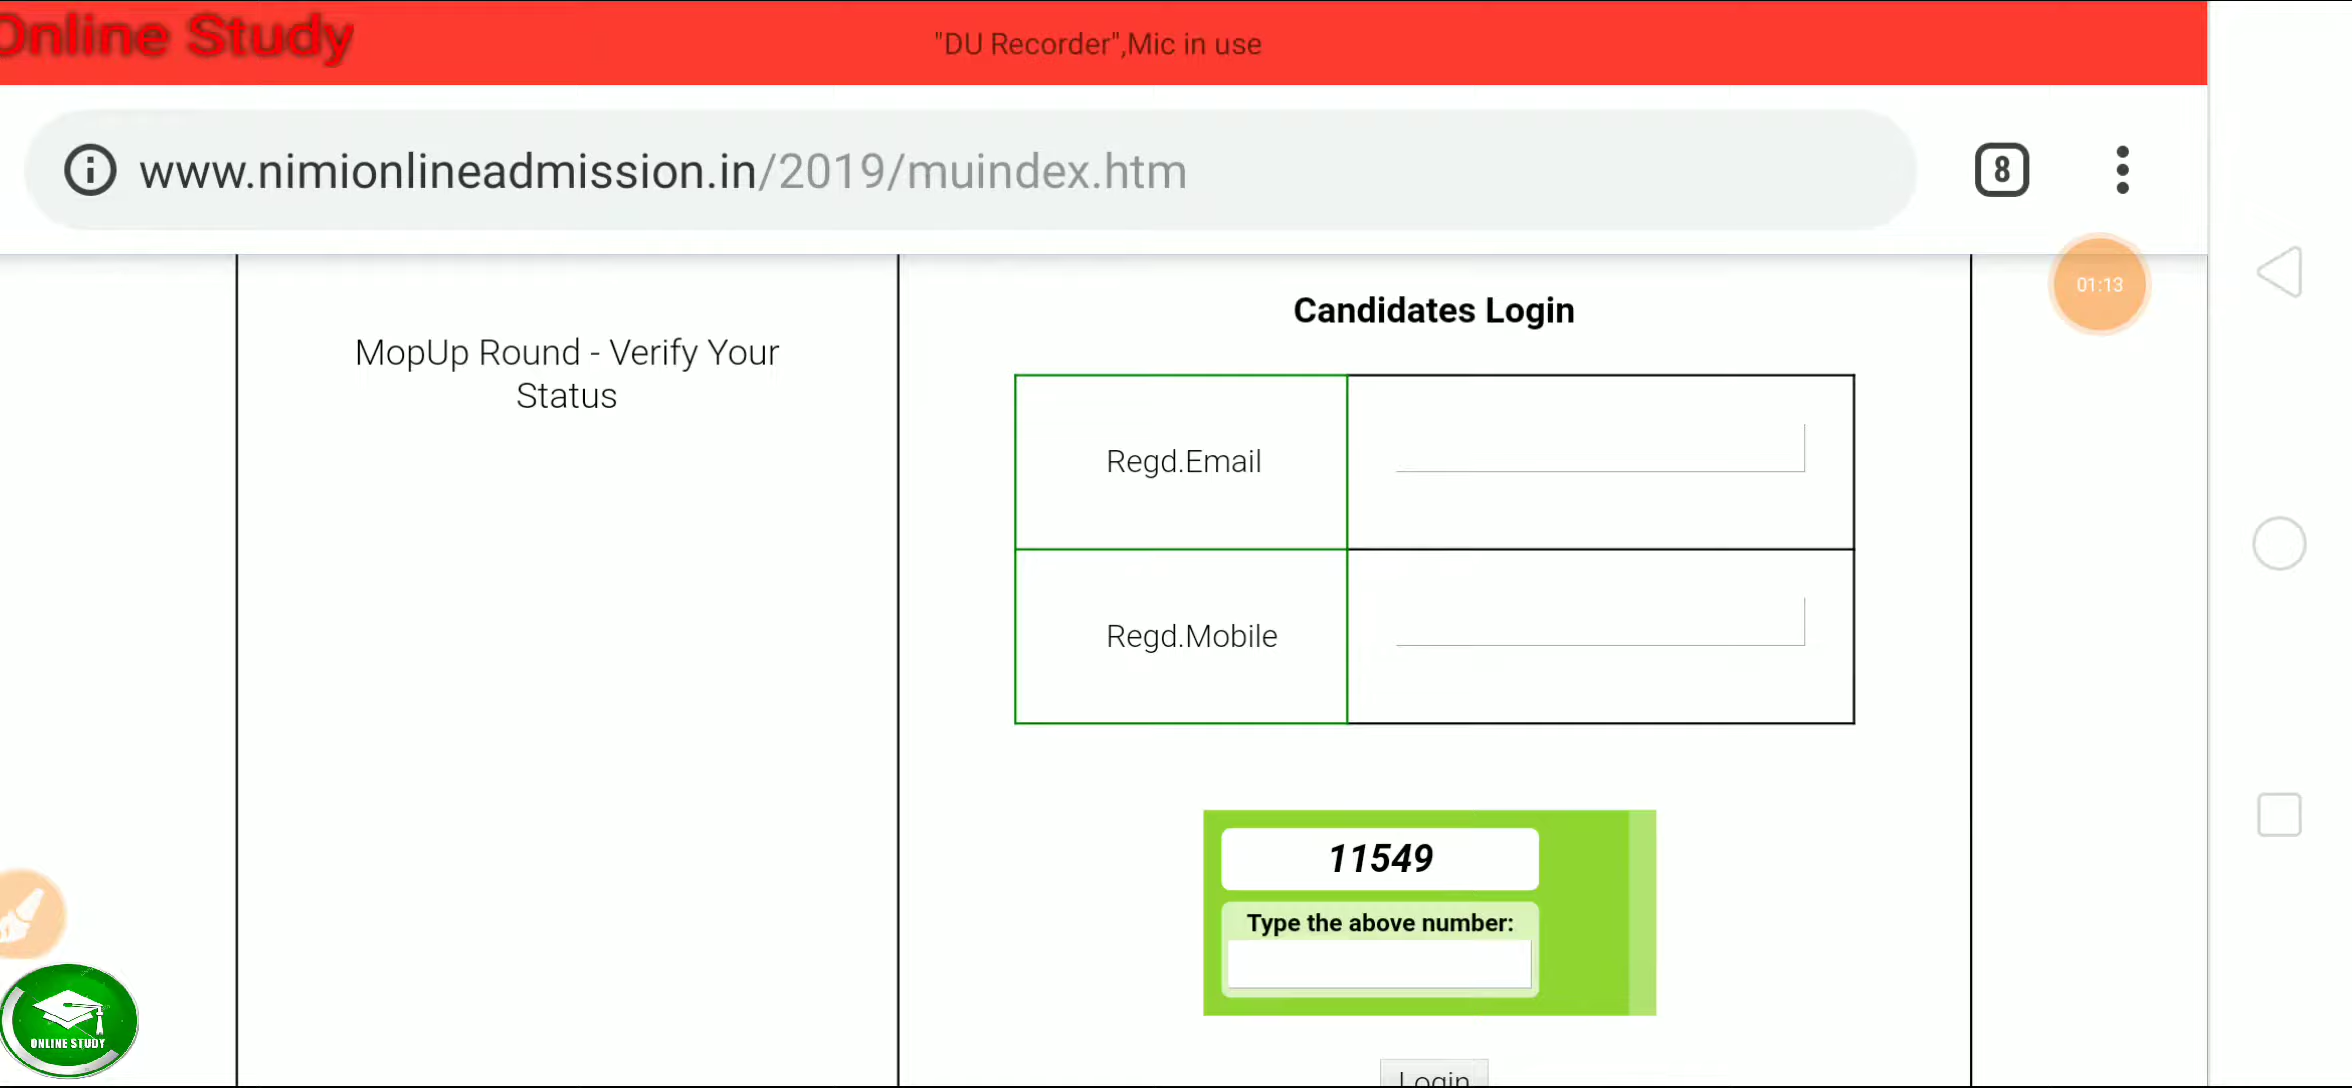 Online Study
"DU Recorder",Mic in use
www.nimionlineadmission.in/2019/muindex.htm
8
01:13
Candidates Login
MopUp Round - Verify Your
Status
Regd.Email
Regd.Mobile
11549
Type the above number:
ONLINE STUDY
Login